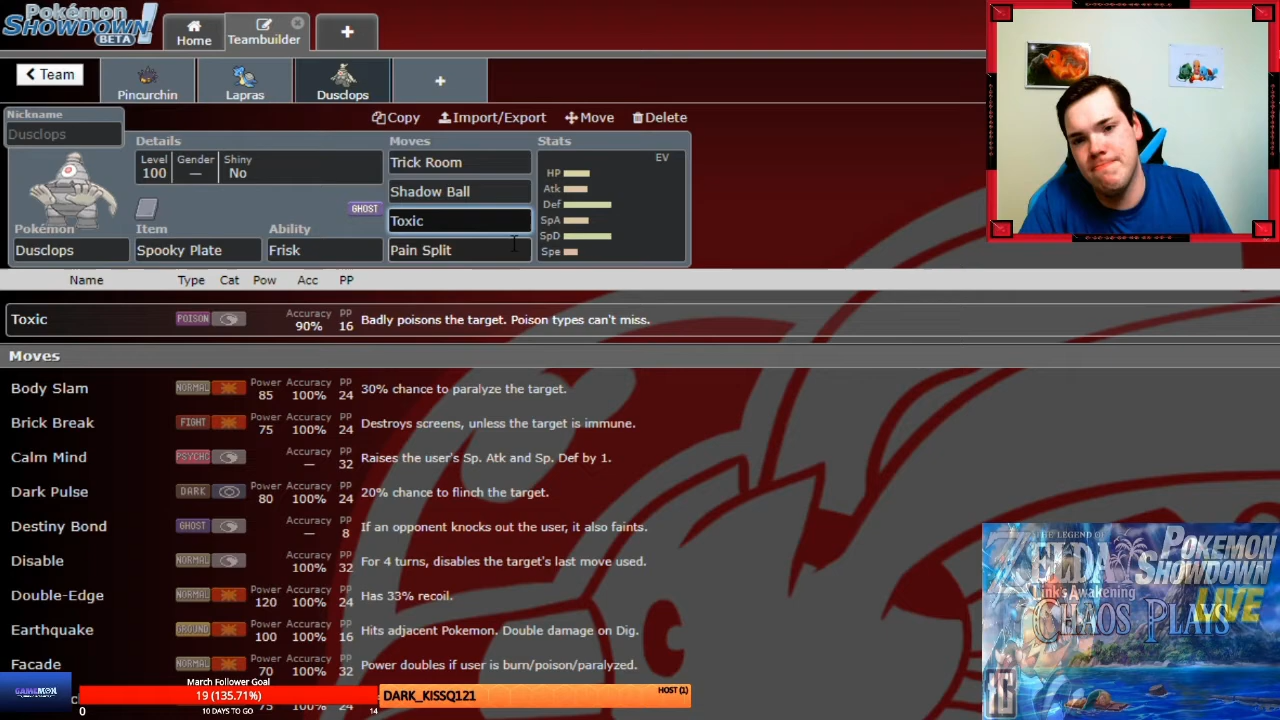 Pokémon
SHOWDOWN!
BETA
Home
Teambuilder
Team
Pincurchin
Lapras
Dusclops
Copy
Import/Export
Move
Delete
Nickname
Dusclops
Details
Level Gender Shiny
100 — No
GHOST
Pokémon Item Ability
Dusclops Spooky Plate Frisk
Moves
Trick Room
Shadow Ball
Toxic
Pain Split
Stats
EV
HP
Atk
Def
SpA
SpD
Spe
Name Type Cat Pow Acc PP
Toxic POISON Accuracy 90% PP 16 Badly poisons the target. Poison types can't miss.
Moves
Body Slam NORMAL Power 85 Accuracy 100% PP 24 30% chance to paralyze the target.
Brick Break FIGHT Power 75 Accuracy 100% PP 24 Destroys screens, unless the target is immune.
Calm Mind PSYCHC Accuracy — PP 32 Raises the user's Sp. Atk and Sp. Def by 1.
Dark Pulse DARK Power 80 Accuracy 100% PP 24 20% chance to flinch the target.
Destiny Bond GHOST Accuracy — PP 8 If an opponent knocks out the user, it also faints.
Disable NORMAL Accuracy 100% PP 32 For 4 turns, disables the target's last move used.
Double-Edge NORMAL Power 120 Accuracy 100% PP 24 Has 33% recoil.
Earthquake GROUND Power 100 Accuracy 100% PP 16 Hits adjacent Pokemon. Double damage on Dig.
Facade NORMAL Power 70 Accuracy 100% PP 32 Power doubles if user is burn/poison/paralyzed.
THE LEGEND OF
ZELDA
Link's Awakening
POKEMON
SHOWDOWN
LIVE
CHAOS PLAYS
GAMEMON
March Follower Goal
19 (135.71%)
0 10 DAYS TO GO 14
DARK_KISSQ121 HOST (1)